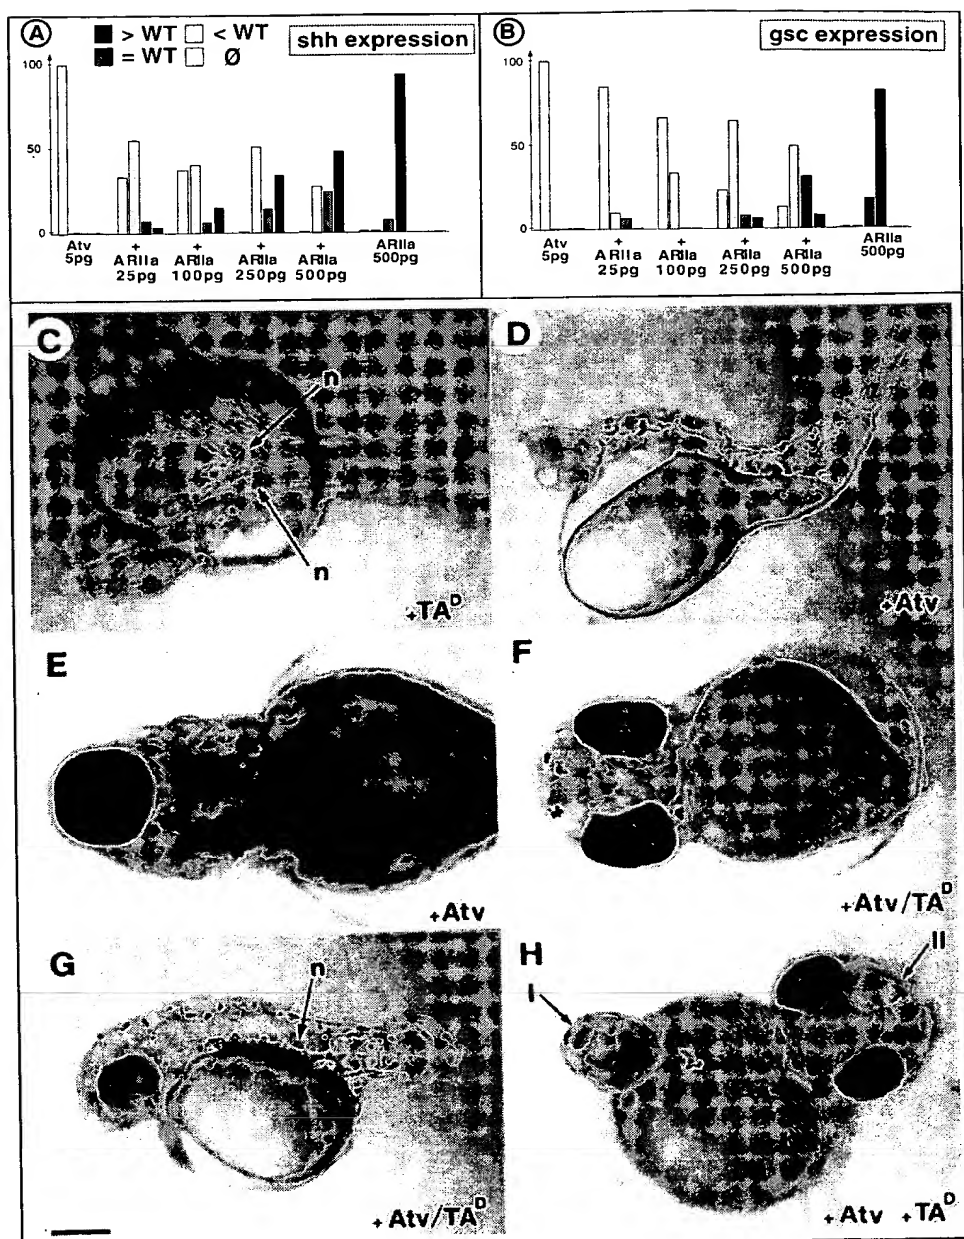 A
■ > WT □ < WT
■ = WT □ Ø
shh expression
100
50
0
Atv
5pg
+
ARIIa
25pg
+
ARIIa
100pg
+
ARIIa
250pg
+
ARIIa
500pg
ARIIa
500pg
B
gsc expression
100
50
0
Atv
5pg
+
ARIIa
25pg
+
ARIIa
100pg
+
ARIIa
250pg
+
ARIIa
500pg
ARIIa
500pg
C
n
n
+TA^D
D
+Atv
E
+Atv
F
+Atv/TA^D
G
n
+Atv/TA^D
H
I
II
+Atv +TA^D